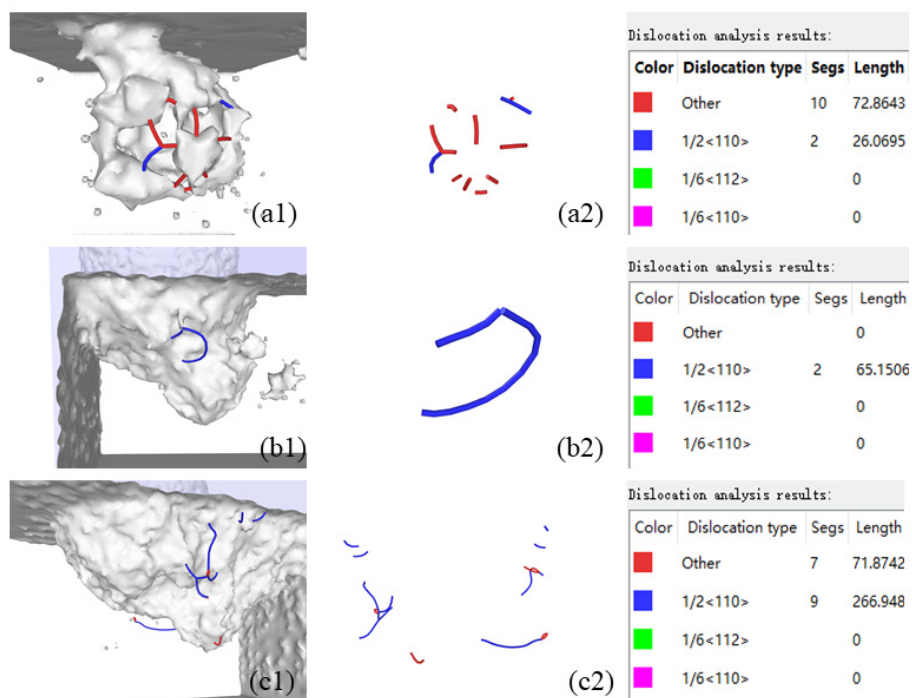 (a1)
(a2)
Dislocation analysis results:
Color Dislocation type Segs Length
Other 10 72.8643
1/2<110> 2 26.0695
1/6<112> 0
1/6<110> 0
(b1)
(b2)
Dislocation analysis results:
Color Dislocation type Segs Length
Other 0
1/2<110> 2 65.1506
1/6<112> 0
1/6<110> 0
(c1)
(c2)
Dislocation analysis results:
Color Dislocation type Segs Length
Other 7 71.8742
1/2<110> 9 266.948
1/6<112> 0
1/6<110> 0